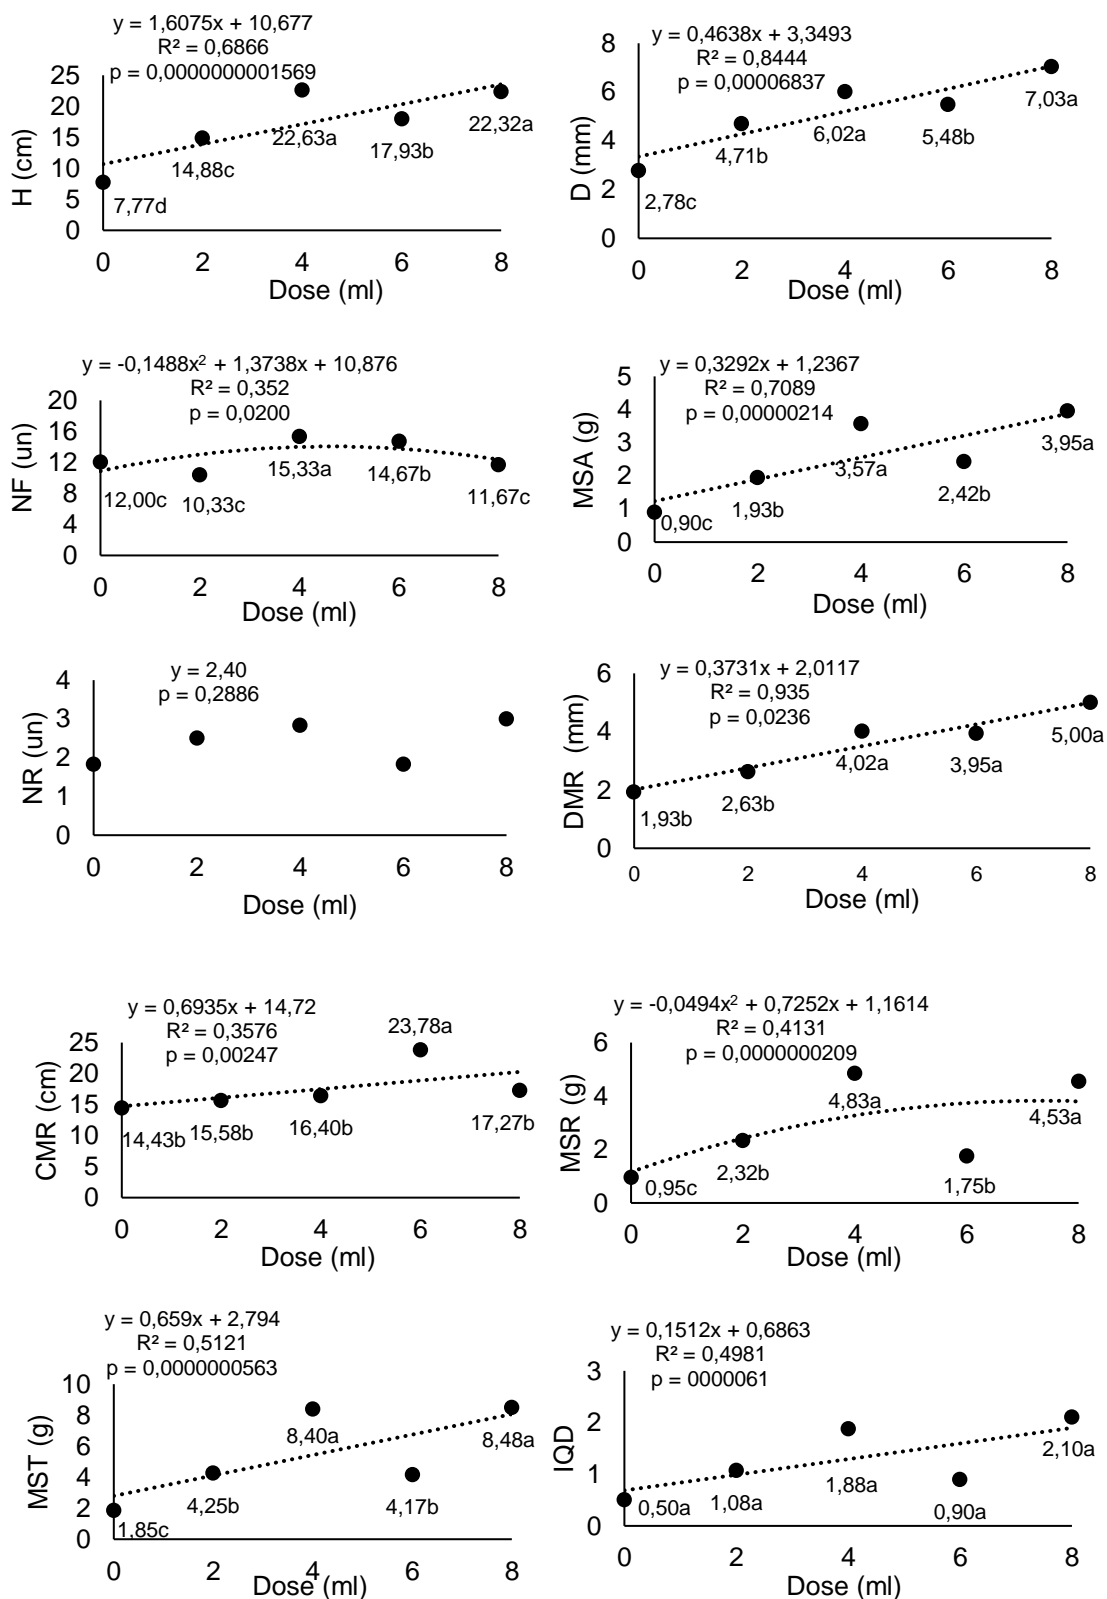 y = 1,6075x + 10,677
R² = 0,6866
p = 0,0000000001569
25
20
15
10
5
0
H (cm)
7,77d
14,88c
22,63a
17,93b
22,32a
0 2 4 6 8
Dose (ml)
y = 0,4638x + 3,3493
R² = 0,8444
p = 0,00006837
8
6
4
2
0
D (mm)
2,78c
4,71b
6,02a
5,48b
7,03a
0 2 4 6 8
Dose (ml)
y = -0,1488x² + 1,3738x + 10,876
R² = 0,352
p = 0,0200
20
16
12
8
4
0
NF (un)
12,00c
10,33c
15,33a
14,67b
11,67c
0 2 4 6 8
Dose (ml)
y = 0,3292x + 1,2367
R² = 0,7089
p = 0,00000214
5
4
3
2
1
0
MSA (g)
0,90c
1,93b
3,57a
2,42b
3,95a
0 2 4 6 8
Dose (ml)
y = 2,40
p = 0,2886
4
3
2
1
0
NR (un)
0 2 4 6 8
Dose (ml)
y = 0,3731x + 2,0117
R² = 0,935
p = 0,0236
6
4
2
0
DMR (mm)
1,93b
2,63b
4,02a
3,95a
5,00a
0 2 4 6 8
Dose (ml)
y = 0,6935x + 14,72
R² = 0,3576
p = 0,00247
25
20
15
10
5
0
CMR (cm)
14,43b
15,58b
16,40b
23,78a
17,27b
0 2 4 6 8
Dose (ml)
y = -0,0494x² + 0,7252x + 1,1614
R² = 0,4131
p = 0,0000000209
6
4
2
0
MSR (g)
0,95c
2,32b
4,83a
1,75b
4,53a
0 2 4 6 8
Dose (ml)
y = 0,659x + 2,794
R² = 0,5121
p = 0,0000000563
10
8
6
4
2
0
MST (g)
1,85c
4,25b
8,40a
4,17b
8,48a
0 2 4 6 8
Dose (ml)
y = 0,1512x + 0,6863
R² = 0,4981
p = 0000061
3
2
1
0
IQD
0,50a
1,08a
1,88a
0,90a
2,10a
0 2 4 6 8
Dose (ml)